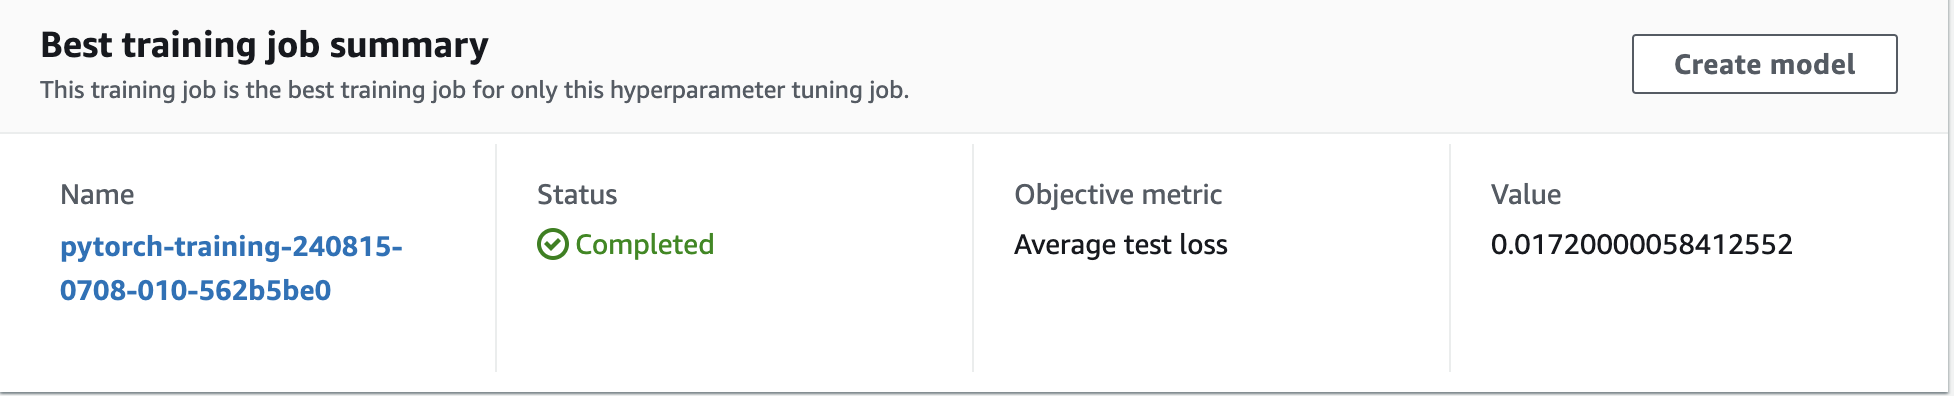 Best training job summary
This training job is the best training job for only this hyperparameter tuning job.
Create model
Name
pytorch-training-240815-
0708-010-562b5be0
Status
Completed
Objective metric
Average test loss
Value
0.01720000058412552